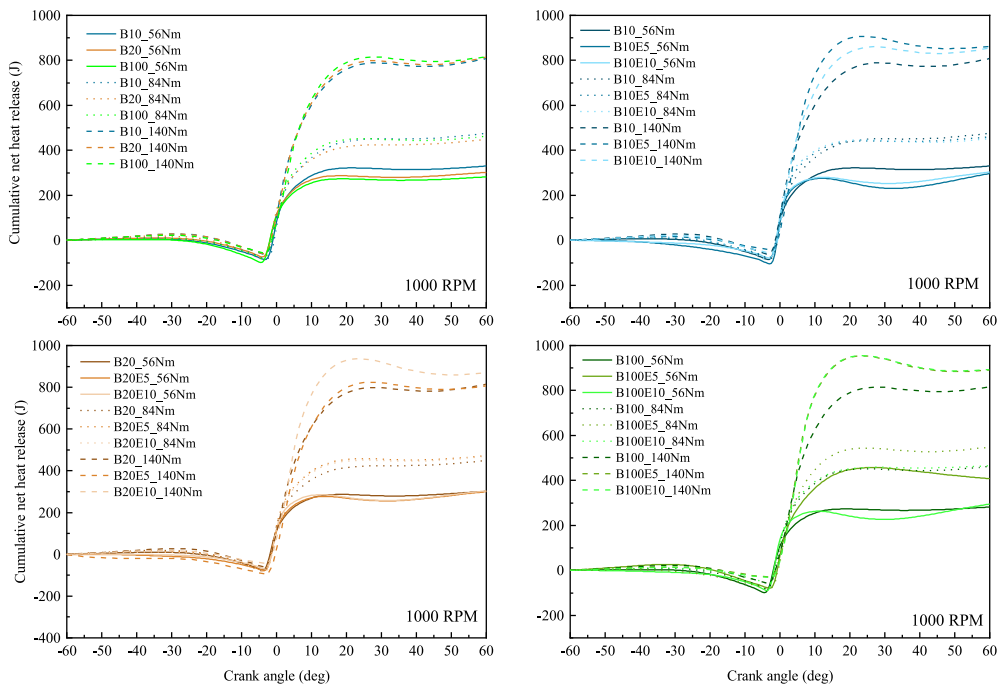 1000
800
600
400
200
0
-200
Cumulative net heat release (J)
B10_56Nm
B20_56Nm
B100_56Nm
B10_84Nm
B20_84Nm
B100_84Nm
B10_140Nm
B20_140Nm
B100_140Nm
1000 RPM
-60 -50 -40 -30 -20 -10 0 10 20 30 40 50 60
1000
800
600
400
200
0
-200
B10_56Nm
B10E5_56Nm
B10E10_56Nm
B10_84Nm
B10E5_84Nm
B10E10_84Nm
B10_140Nm
B10E5_140Nm
B10E10_140Nm
1000 RPM
-60 -50 -40 -30 -20 -10 0 10 20 30 40 50 60
Crank angle (deg)
Crank angle (deg)
1000
800
600
400
200
0
-200
-400
Cumulative net heat release (J)
B20_56Nm
B20E5_56Nm
B20E10_56Nm
B20_84Nm
B20E5_84Nm
B20E10_84Nm
B20_140Nm
B20E5_140Nm
B20E10_140Nm
1000 RPM
-60 -50 -40 -30 -20 -10 0 10 20 30 40 50 60
Crank angle (deg)
1000
800
600
400
200
0
-200
B100_56Nm
B100E5_56Nm
B100E10_56Nm
B100_84Nm
B100E5_84Nm
B100E10_84Nm
B100_140Nm
B100E5_140Nm
B100E10_140Nm
1000 RPM
-60 -50 -40 -30 -20 -10 0 10 20 30 40 50 60
Crank angle (deg)